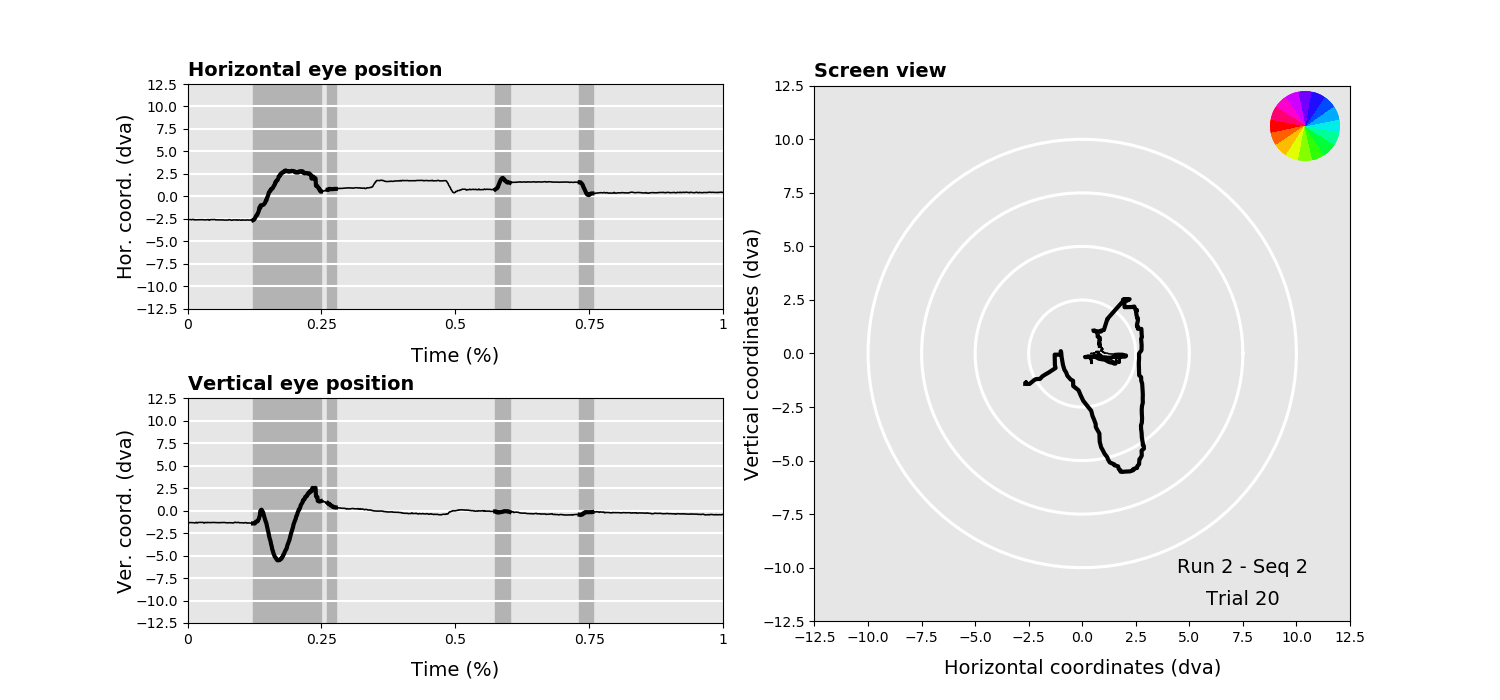 Horizontal eye position
Hor. coord. (dva)
12.5
10.0
7.5
5.0
2.5
0.0
−2.5
−5.0
−7.5
−10.0
−12.5
0 0.25 0.5 0.75 1
Time (%)
Vertical eye position
Ver. coord. (dva)
12.5
10.0
7.5
5.0
2.5
0.0
−2.5
−5.0
−7.5
−10.0
−12.5
0 0.25 0.5 0.75 1
Time (%)
Screen view
Vertical coordinates (dva)
12.5
10.0
7.5
5.0
2.5
0.0
−2.5
−5.0
−7.5
−10.0
−12.5
Run 2 - Seq 2
Trial 20
−12.5 −10.0 −7.5 −5.0 −2.5 0.0 2.5 5.0 7.5 10.0 12.5
Horizontal coordinates (dva)